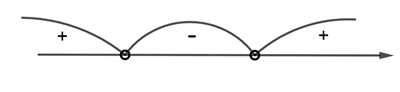 + - +